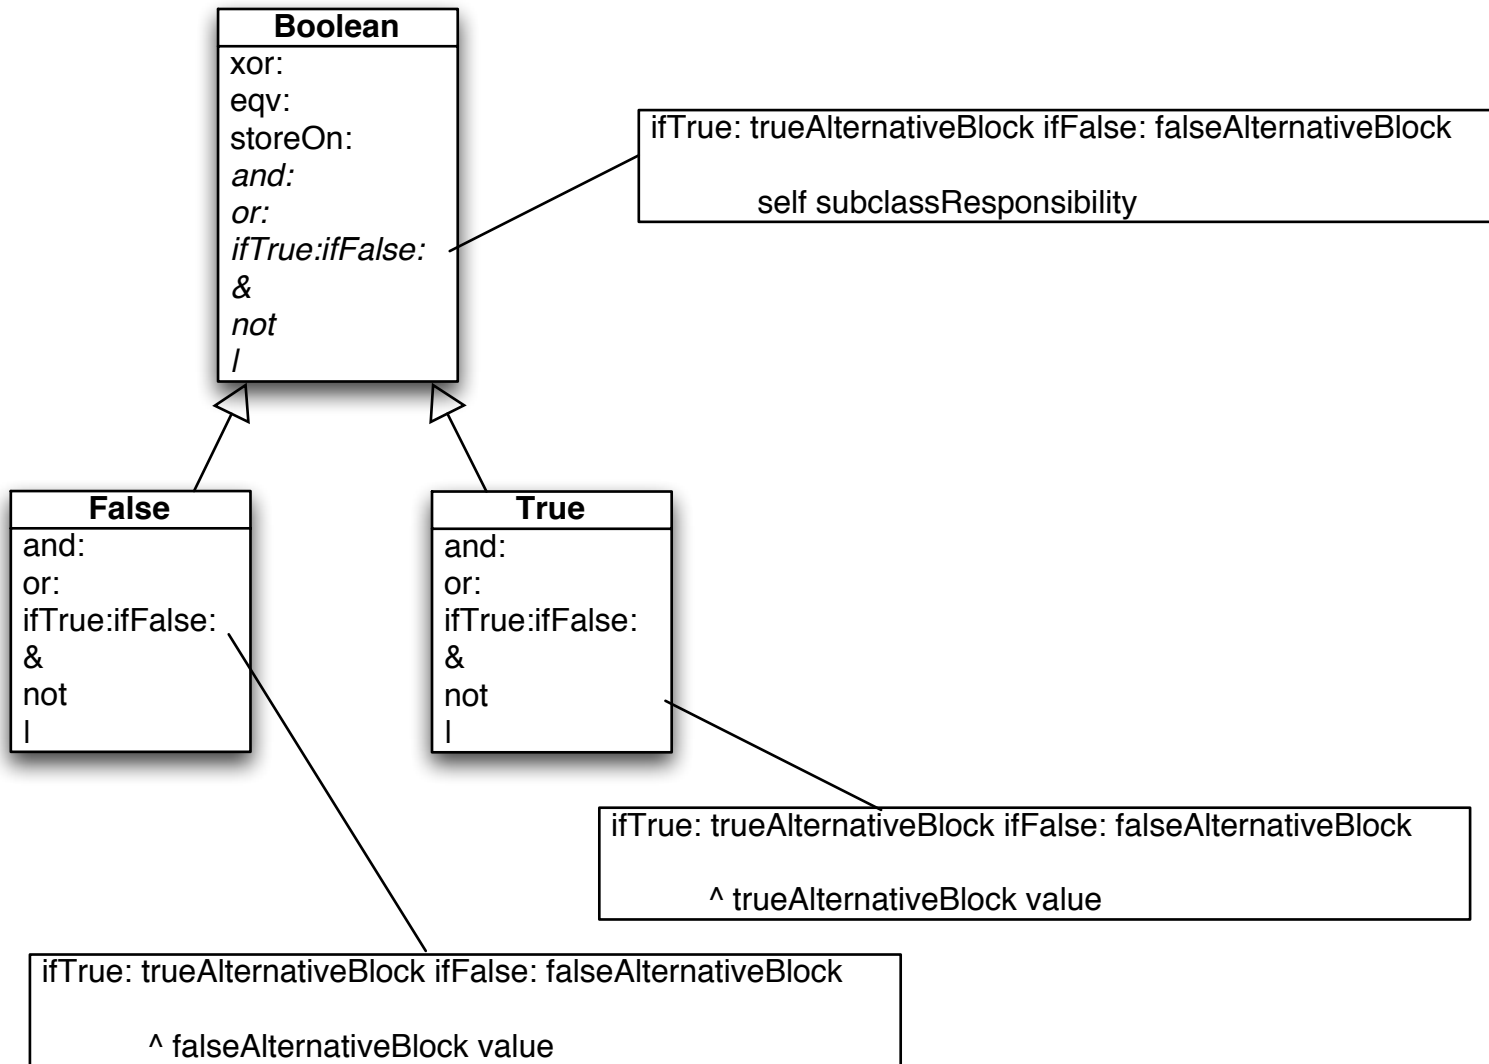 Boolean
xor:
eqv:
storeOn:
and:
or:
ifTrue:ifFalse:
&
not
|
ifTrue: trueAlternativeBlock ifFalse: falseAlternativeBlock
self subclassResponsibility
False
and:
or:
ifTrue:ifFalse:
&
not
|
True
and:
or:
ifTrue:ifFalse:
&
not
|
ifTrue: trueAlternativeBlock ifFalse: falseAlternativeBlock
^ trueAlternativeBlock value
ifTrue: trueAlternativeBlock ifFalse: falseAlternativeBlock
^ falseAlternativeBlock value